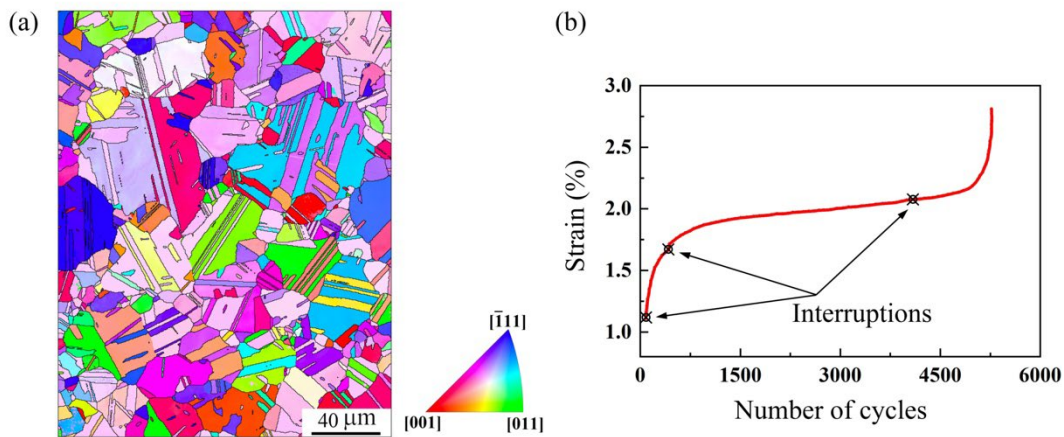 (a)
[1̄11]
[001]
[011]
40 μm
(b)
Strain (%)
3.0
2.5
2.0
1.5
1.0
Interruptions
0
1500
3000
4500
6000
Number of cycles